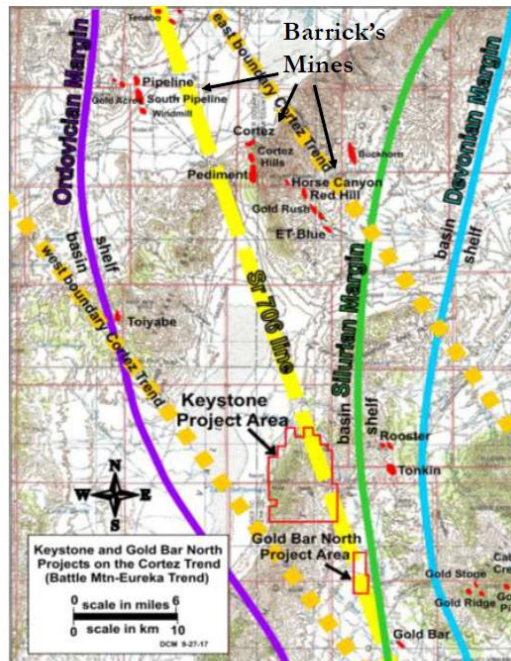 Tenabo
Barrick's
Mines
east boundary Cortez Trend
Ordovician Margin
Devonian Margin
Pipeline
Gold Acres
South Pipeline
Windmill
Cortez
Cortez
Hills
Pediment
Buckhorn
Horse Canyon
Red Hill
Gold Rush
ET-Blue
basin
shelf
basin
shelf
west boundary Cortez Trend
Sr 706 line
Silurian Margin
Toiyabe
Keystone
Project Area
basin
shelf
Rooster
Tonkin
N
W
E
S
Gold Bar North
Project Area
Keystone and Gold Bar North
Projects on the Cortez Trend
(Battle Mtn-Eureka Trend)
0 scale in miles 6
0 scale in km 10
DCM 9-27-17
Gold Stone
Gold Ridge
Gold Bar